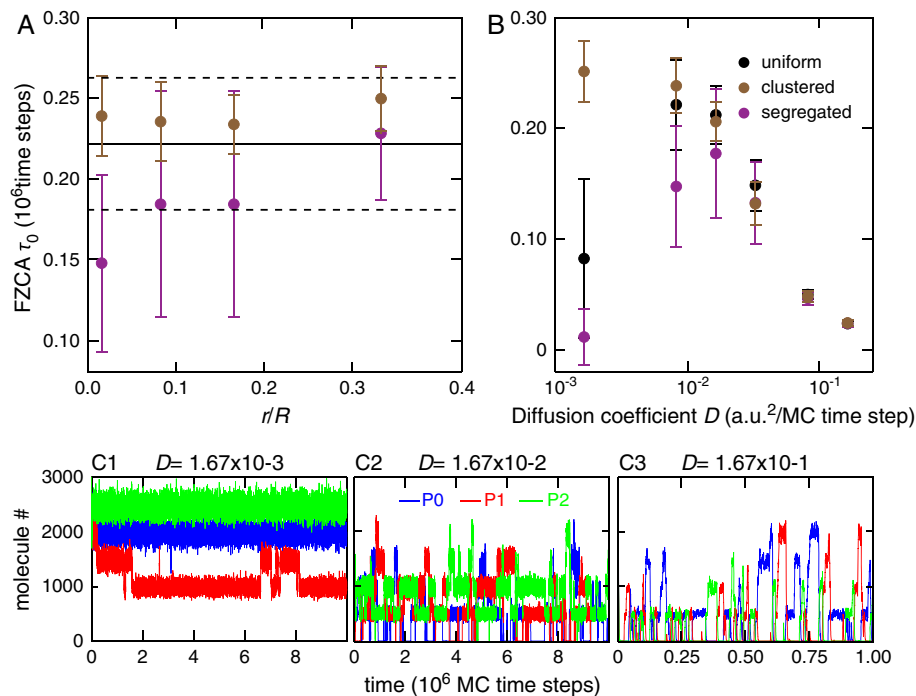 A
B
0.30
0.25
0.20
0.15
0.10
FZCA τ0 (10^6 time steps)
0.0 0.1 0.2 0.3 0.4
r/R
0.30
0.20
0.10
0
uniform
clustered
segregated
10^-3 10^-2 10^-1
Diffusion coefficient D (a.u.^2/MC time step)
C1 D= 1.67x10-3
C2 D= 1.67x10-2
C3 D= 1.67x10-1
3000
2000
1000
0
molecule #
P0 P1 P2
0 2 4 6 8
0 2 4 6 8
0 0.25 0.50 0.75 1.00
time (10^6 MC time steps)